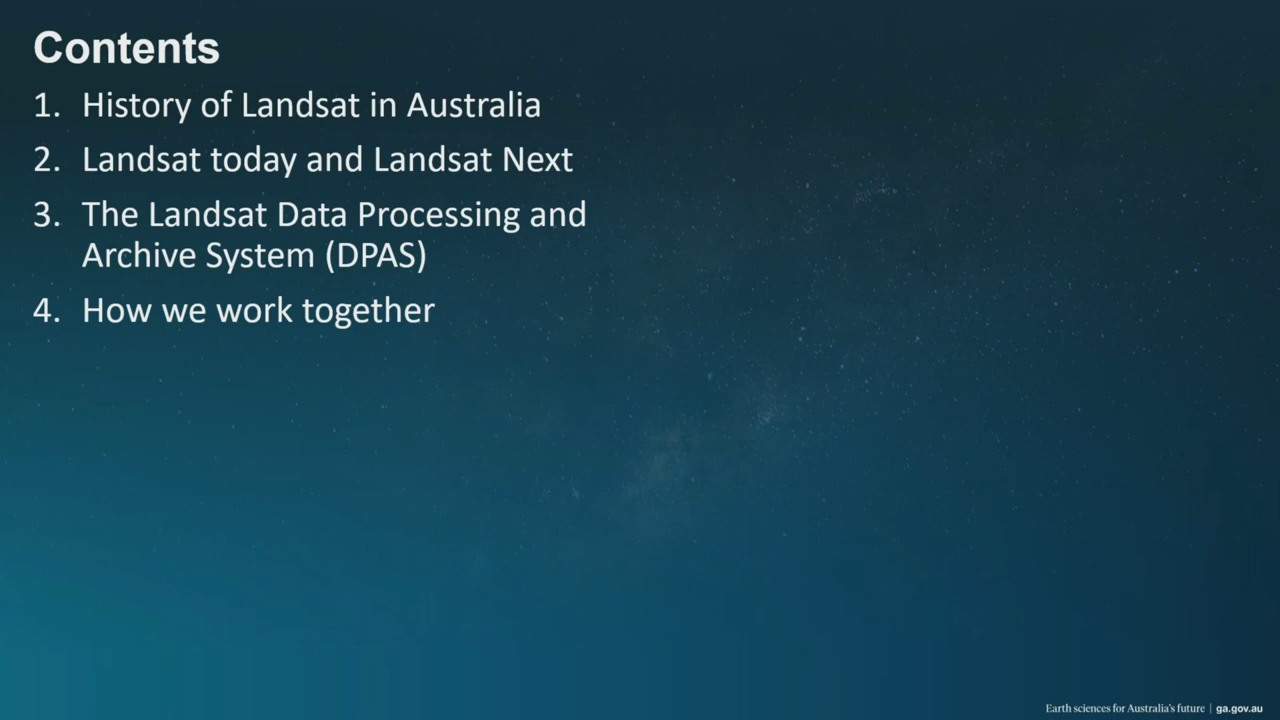 Contents
1. History of Landsat in Australia
2. Landsat today and Landsat Next
3. The Landsat Data Processing and
Archive System (DPAS)
4. How we work together
Earth sciences for Australia's future | ga.gov.au